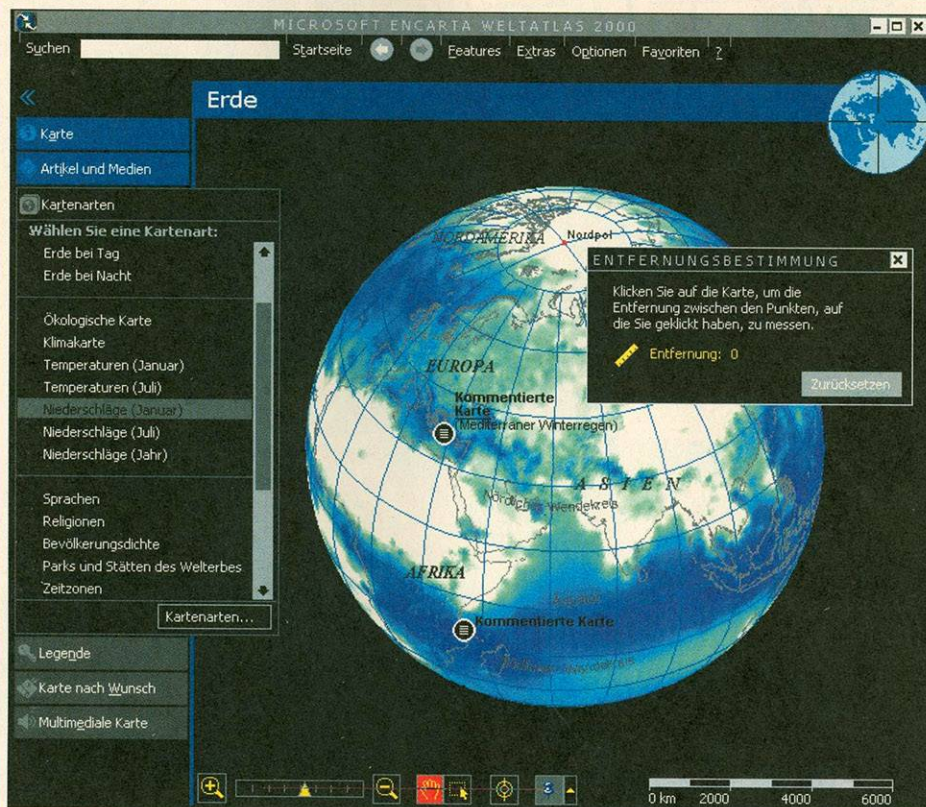 MICROSOFT ENCARTA WELTATLAS 2000
Suchen Startseite Features Extras Optionen Favoriten ?
Erde
Karte
Artikel und Medien
Kartenarten
Wählen Sie eine Kartenart:
Erde bei Tag
Erde bei Nacht
Ökologische Karte
Klimakarte
Temperaturen (Januar)
Temperaturen (Juli)
Niederschläge (Januar)
Niederschläge (Juli)
Niederschläge (Jahr)
Sprachen
Religionen
Bevölkerungsdichte
Parks und Stätten des Welterbes
Zeitzonen
Kartenarten...
Legende
Karte nach Wunsch
Multimediale Karte
NORDAMERIKA
Nordpol
EUROPA
Kommentierte
Karte
(Mediterraner Winterregen)
ASIEN
Nördlicher Wendekreis
AFRIKA
Äquator
Kommentierte Karte
ENTFERNUNGSBESTIMMUNG
Klicken Sie auf die Karte, um die
Entfernung zwischen den Punkten, auf
die Sie geklickt haben, zu messen.
Entfernung: 0
Zurücksetzen
0 km 2000 4000 6000